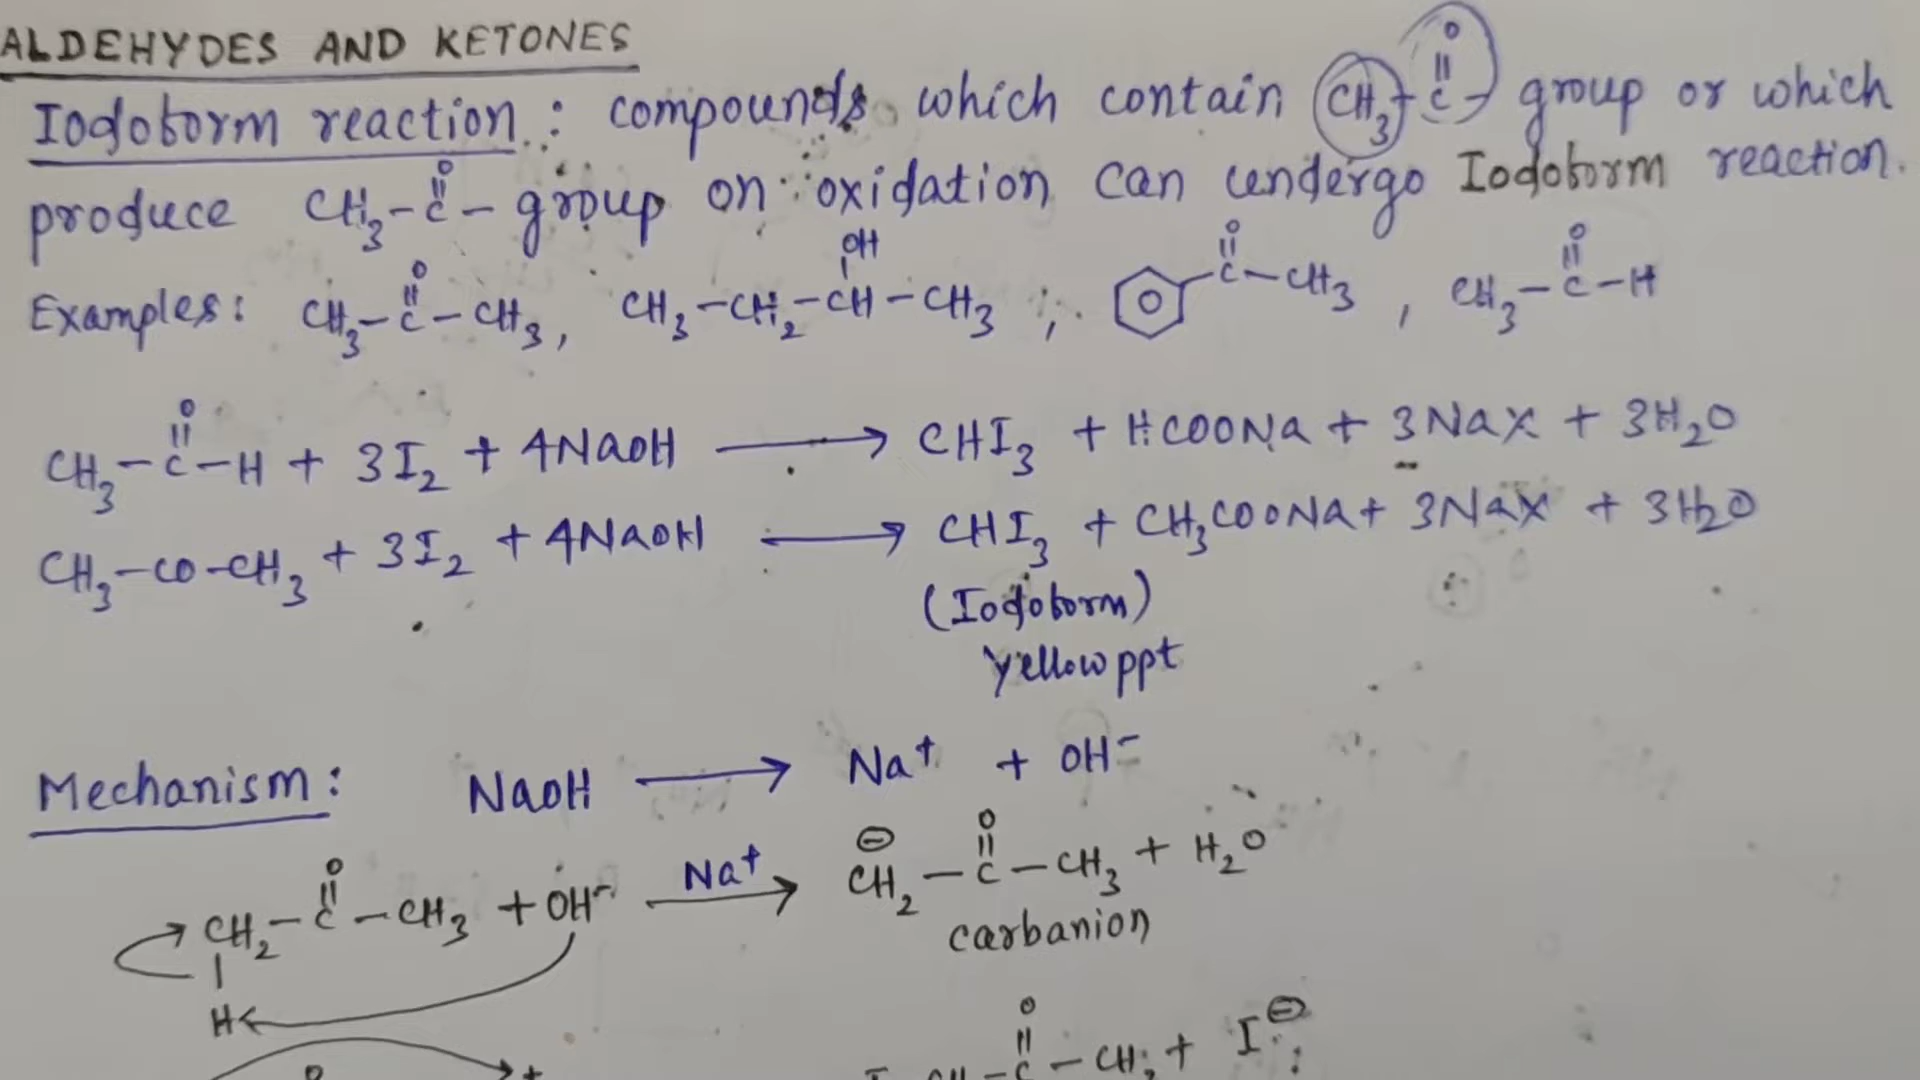 ALDEHYDES AND KETONES
Iodoform reaction : compounds which contain CH3-C(=O)- group or which
produce CH3-C(=O)- group on oxidation can undergo Iodoform reaction.
Examples: CH3-C(=O)-CH3, CH3-CH2-CH(OH)-CH3, C6H5-C(=O)-CH3, CH3-C(=O)-H
CH3-C(=O)-H + 3I2 + 4NaOH → CHI3 + HCOONa + 3NaX + 3H2O
CH3-CO-CH3 + 3I2 + 4NaOH → CHI3 + CH3COONa + 3NaX + 3H2O
(Iodoform)
Yellow ppt
Mechanism: NaOH → Na+ + OH-
CH2(H)-C(=O)-CH3 + OH- Na+ → ⊖CH2-C(=O)-CH3 + H2O
carbanion
-C(=O)-CH3 + I⊖